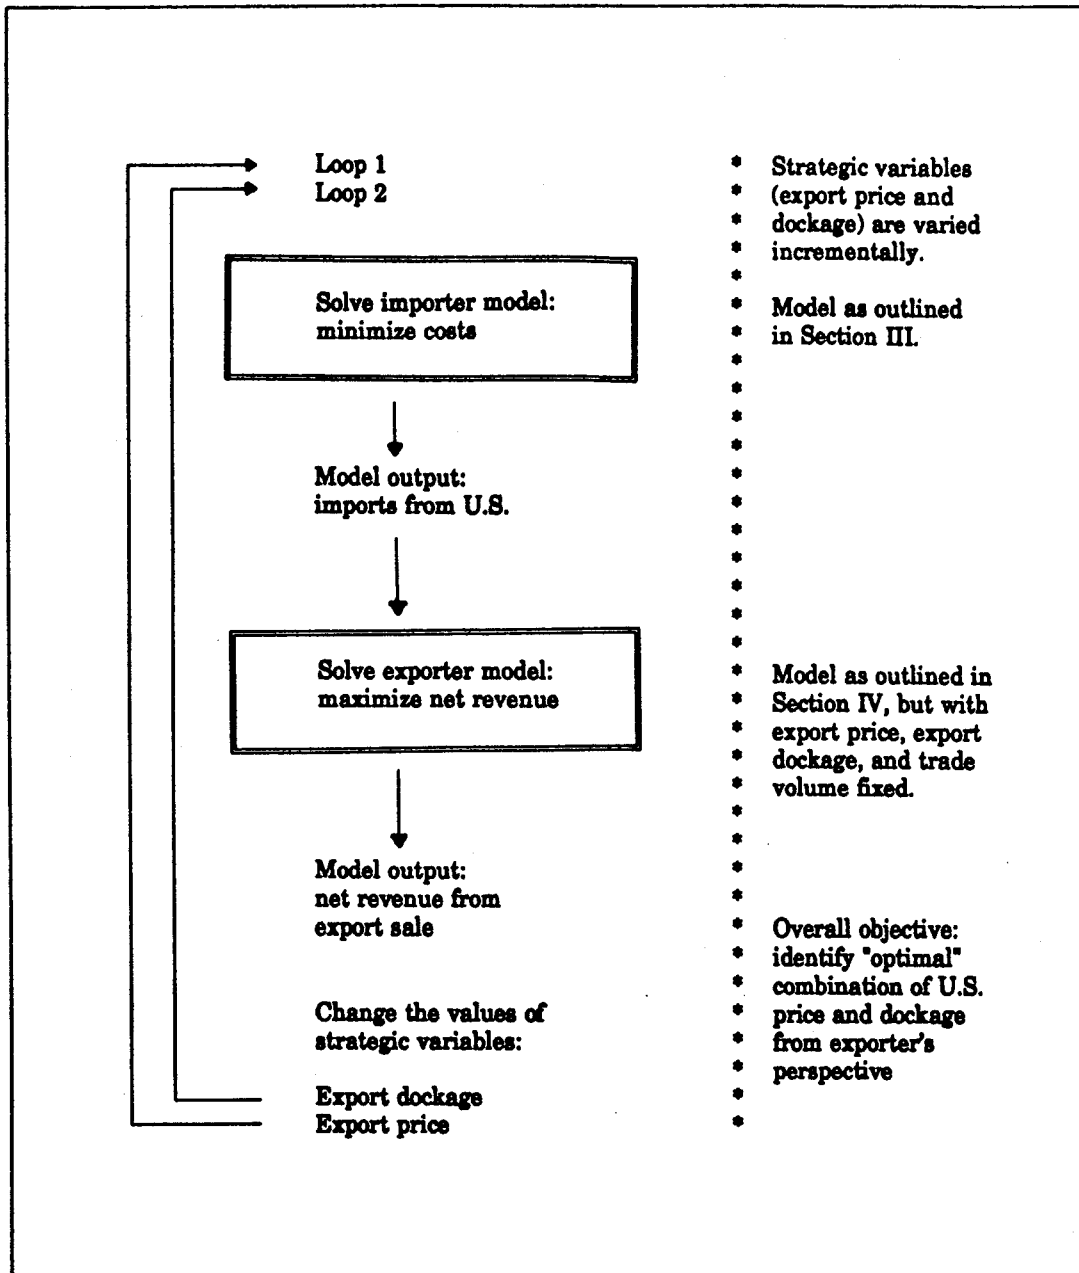 Loop 1
Loop 2
Solve importer model:
minimize costs
Model output:
imports from U.S.
Solve exporter model:
maximize net revenue
Model output:
net revenue from
export sale
Change the values of
strategic variables:
Export dockage
Export price
* Strategic variables
* (export price and
* dockage) are varied
* incrementally.
*
* Model as outlined
* in Section III.
*
*
*
*
*
*
*
*
*
*
*
* Model as outlined in
* Section IV, but with
* export price, export
* dockage, and trade
* volume fixed.
*
*
*
*
* Overall objective:
* identify "optimal"
* combination of U.S.
* price and dockage
* from exporter's
* perspective
*
*